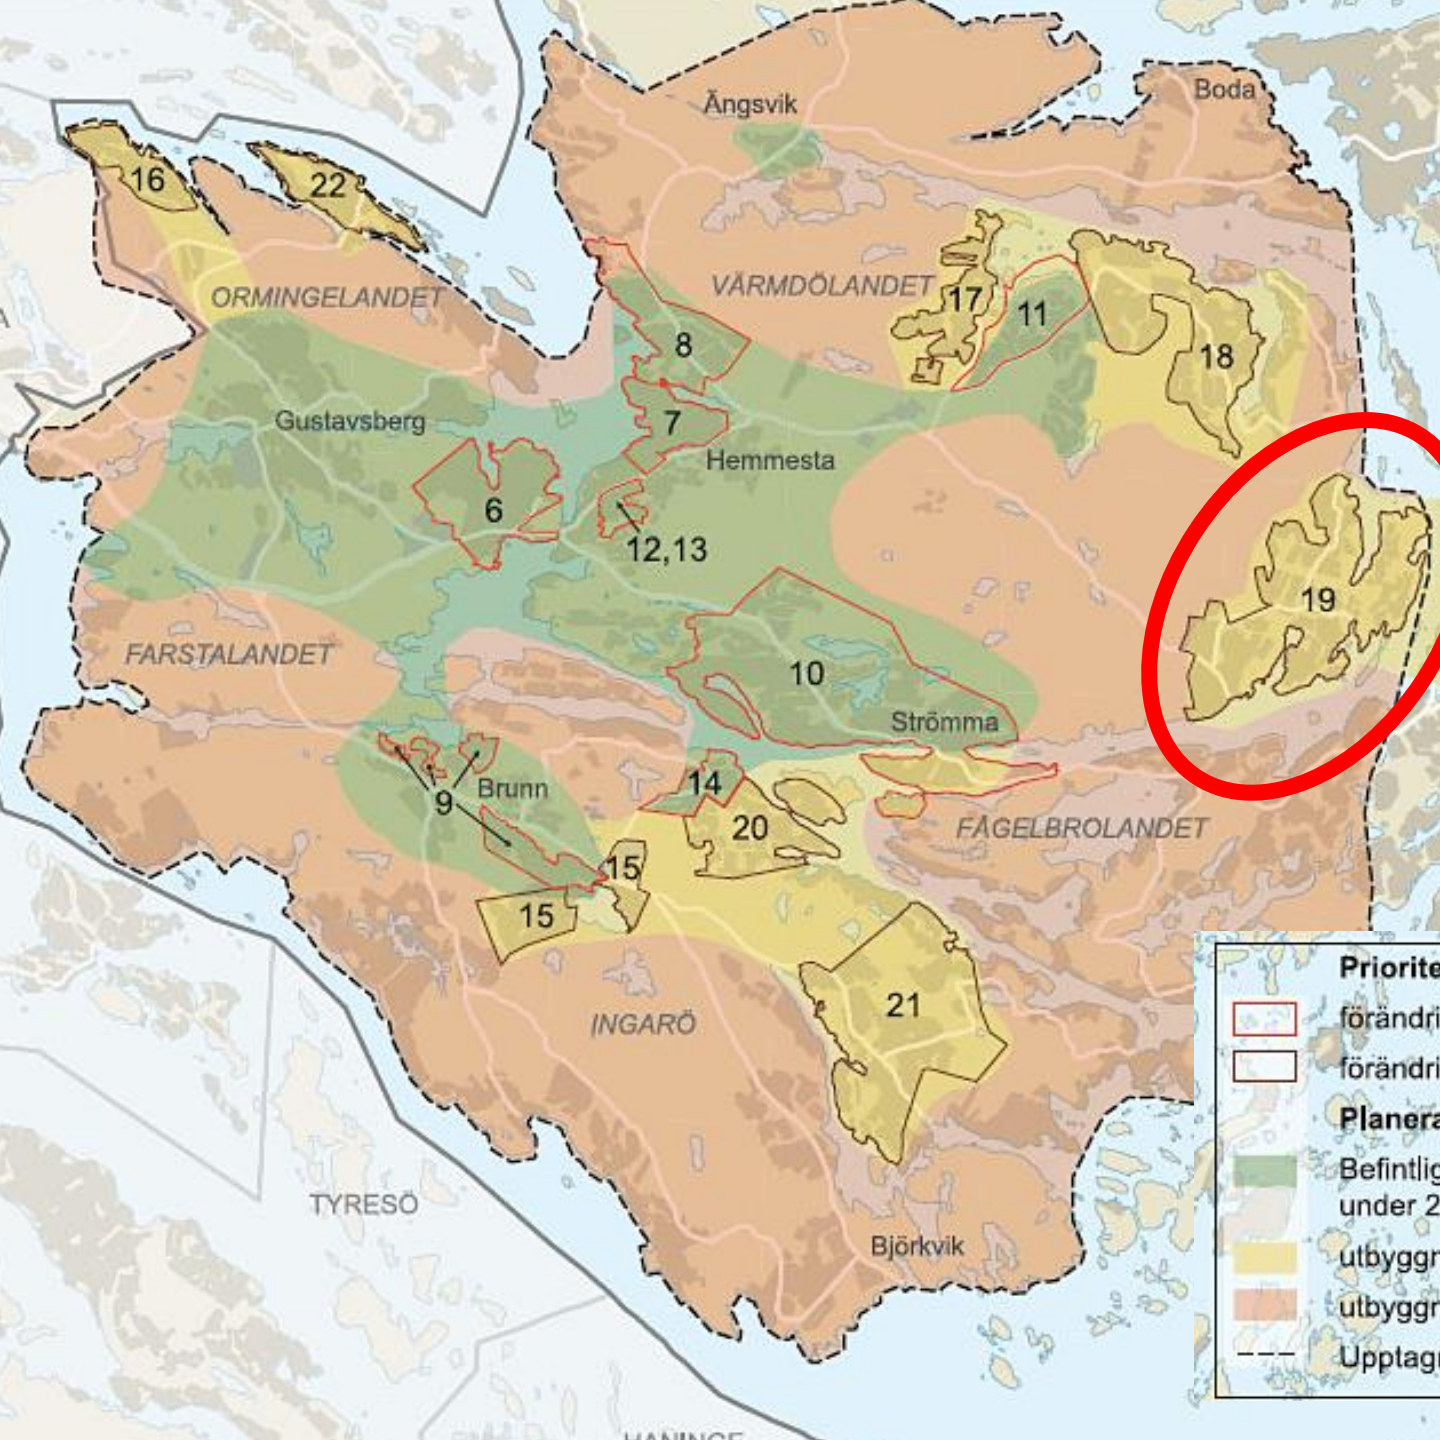 Ängsvik
Boda
16
22
ORMINGELANDET
VÄRMDÖLANDET
17
11
8
18
Gustavsberg
7
Hemmesta
6
12,13
19
FARSTALANDET
10
Strömma
14
9
Brunn
20
FÅGELBROLANDET
15
15
21
INGARÖ
TYRESÖ
Björkvik
Priorite
förändri
förändri
Planera
Befintlig
under 2
utbyggn
utbyggn
Upptagn